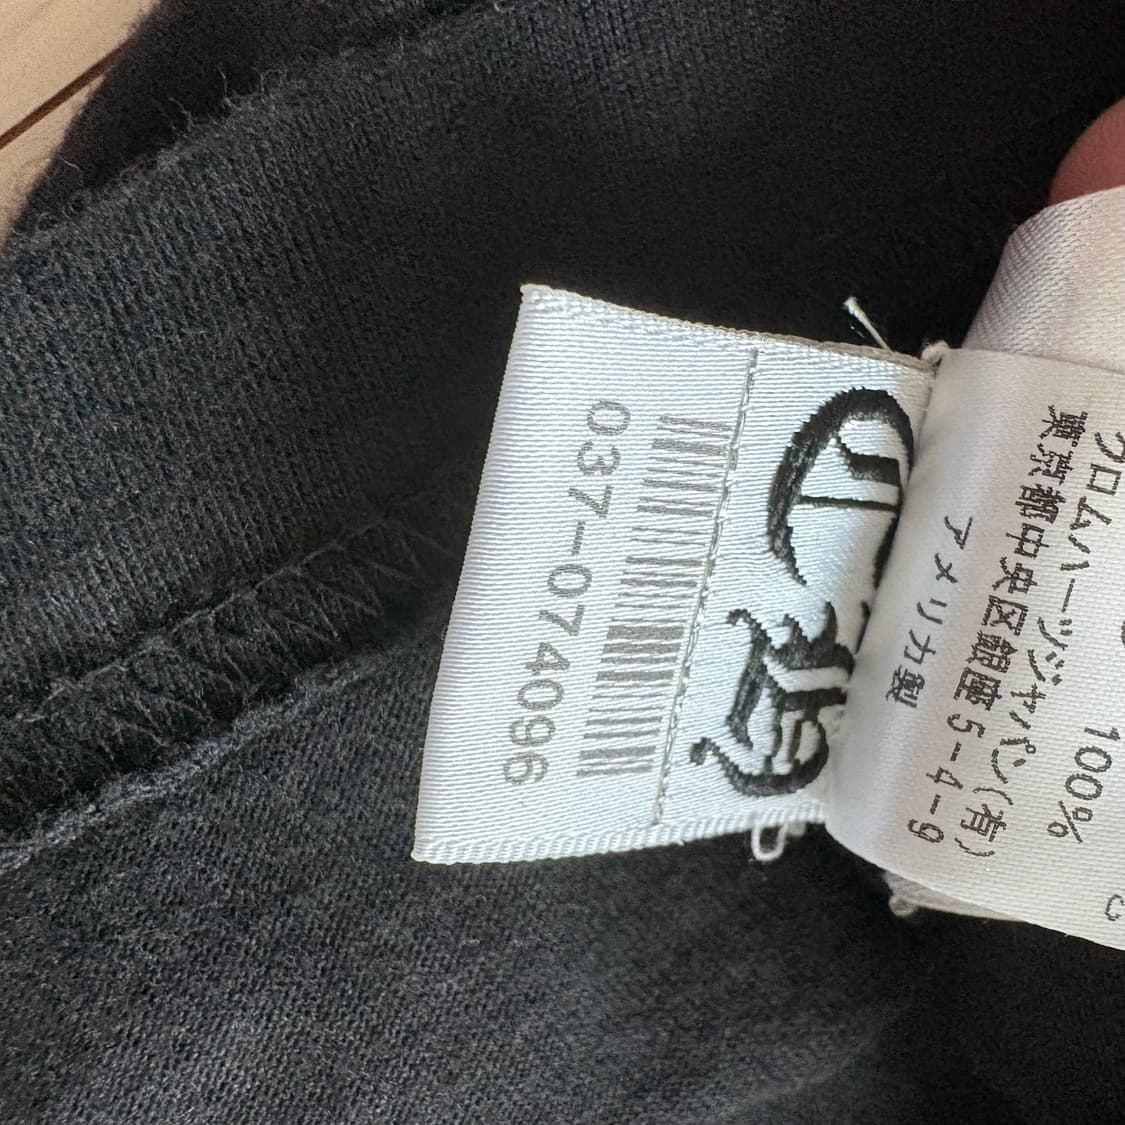 100%
クロムハーツジャパン(有)
東京都中央区銀座5-4-9
アメリカ製
037-074096